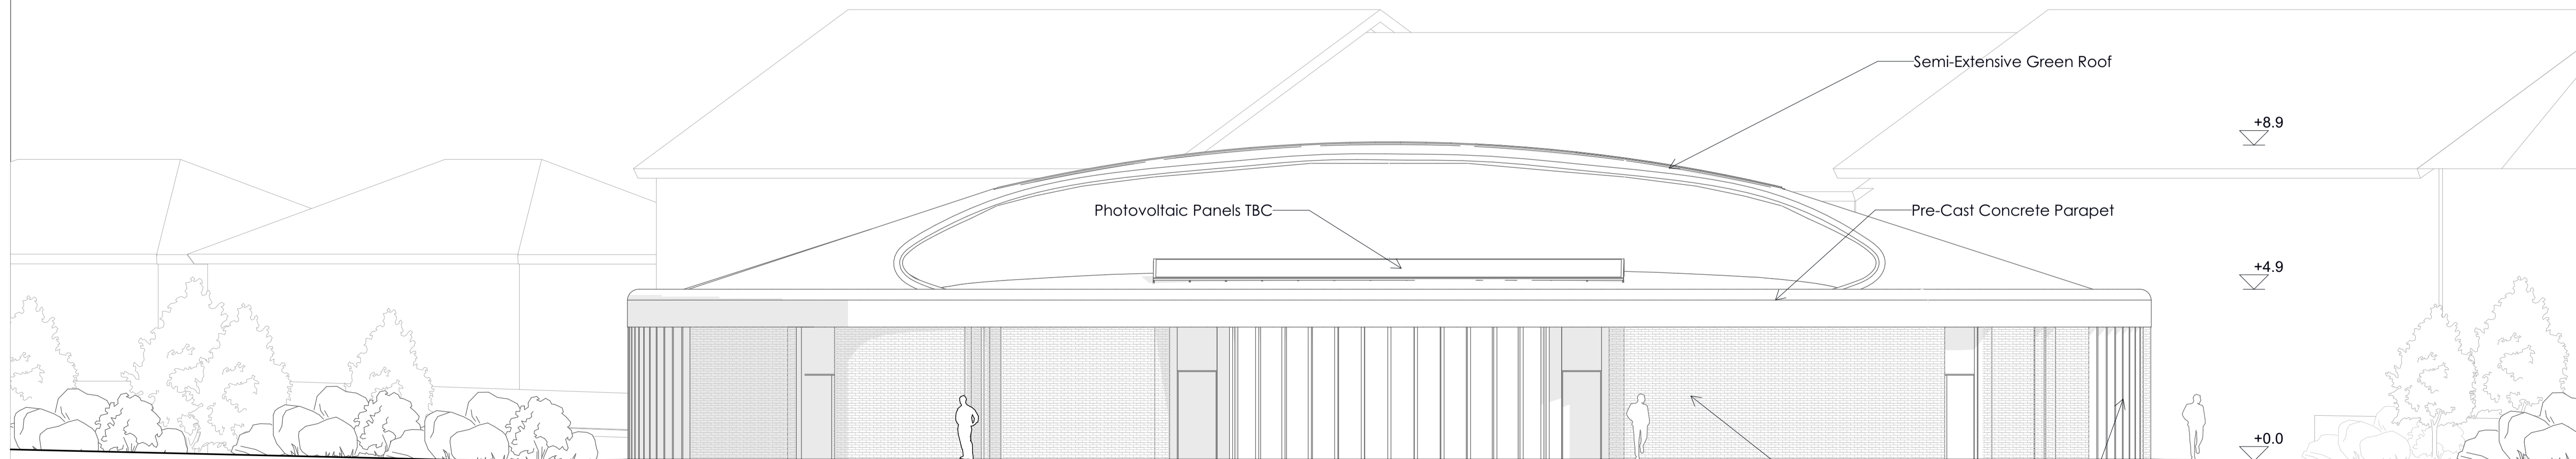 Semi-Extensive Green Roof
+8.9
Photovoltaic Panels TBC
Pre-Cast Concrete Parapet
+4.9
+0.0